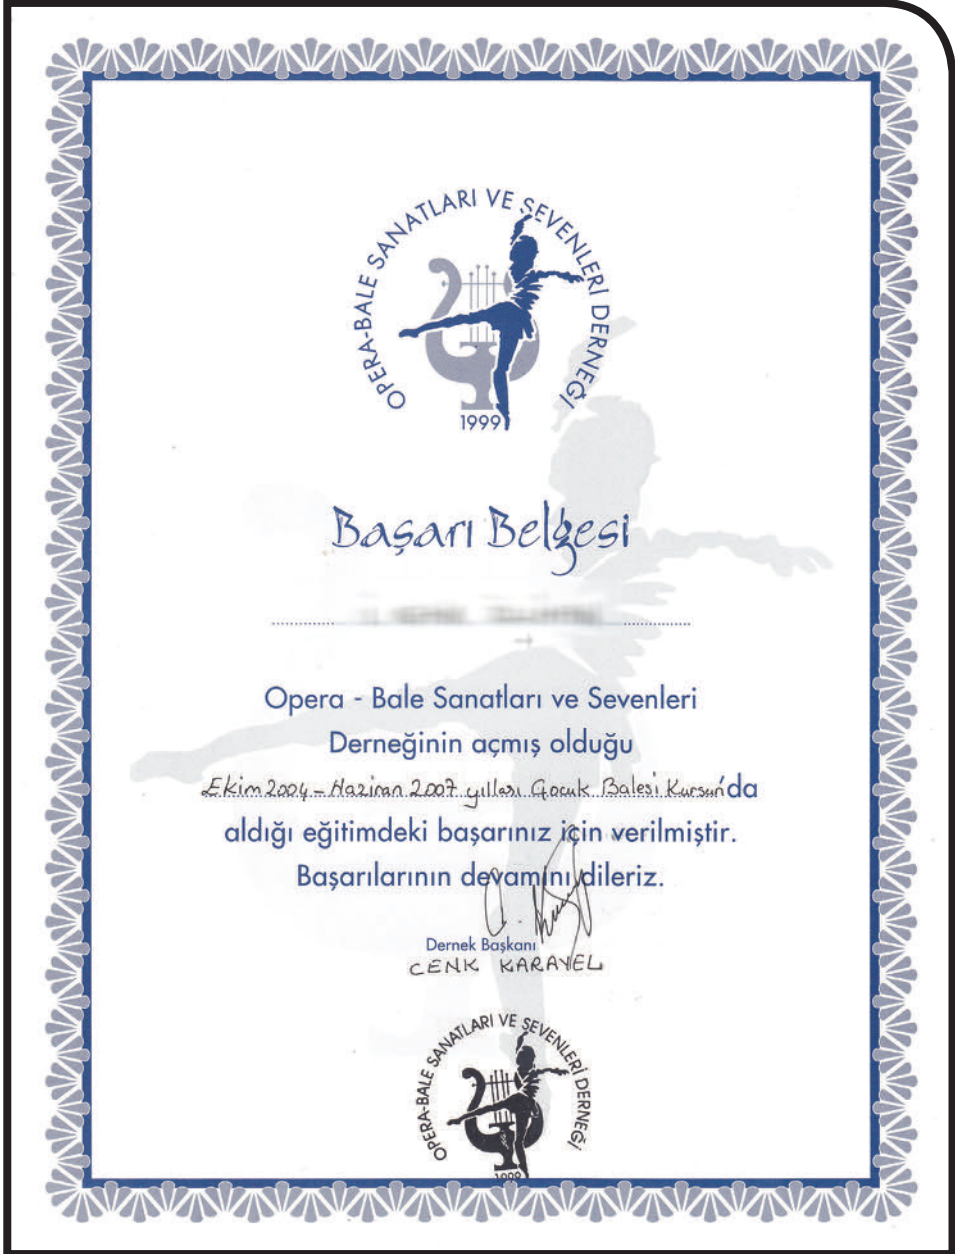 OPERA-BALE SANATLARI VE SEVENLERİ DERNEĞİ
1999
Başarı Belgesi
Opera - Bale Sanatları ve Sevenleri
Derneğinin açmış olduğu
Ekim 2004 - Haziran 2007 yılları Çocuk Balesi Kursun'da
aldığı eğitimdeki başarınız için verilmiştir.
Başarılarının devamını dileriz.
Dernek Başkanı
CENK KARAYEL
OPERA-BALE SANATLARI VE SEVENLERİ DERNEĞİ
1999